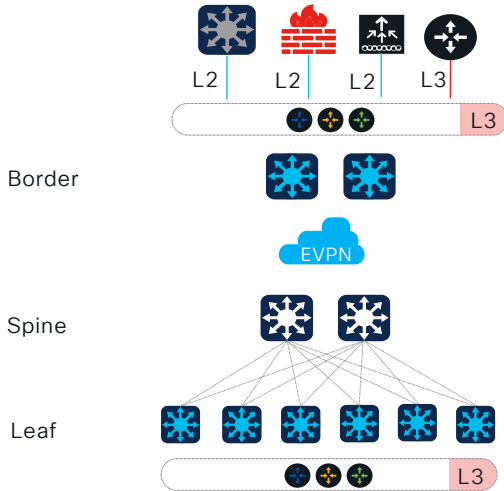 L2 L2 L2 L3
L3
Border
EVPN
Spine
Leaf
L3